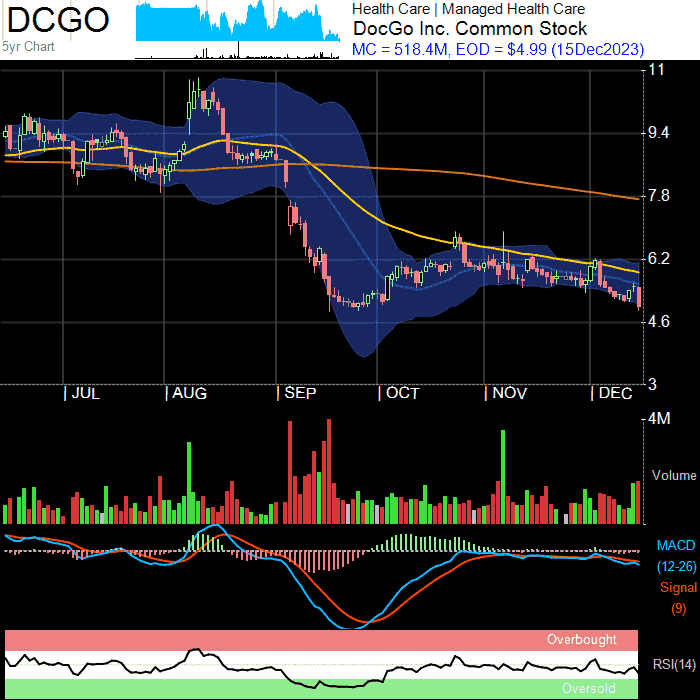 DCGO
5yr Chart
Health Care | Managed Health Care
DocGo Inc. Common Stock
MC = 518.4M, EOD = $4.99 (15Dec2023)
11
9.4
7.8
6.2
4.6
3
| JUL | AUG | SEP | OCT | NOV | DEC
4M
Volume
MACD
(12-26)
Signal
(9)
Overbought
RSI(14)
Oversold